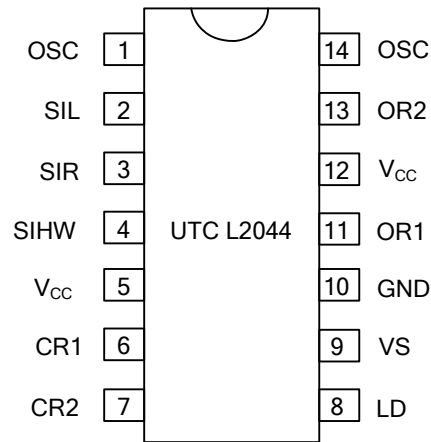 OSC 1 14 OSC
SIL 2 13 OR2
SIR 3 12 VCC
SIHW 4 UTC L2044 11 OR1
VCC 5 10 GND
CR1 6 9 VS
CR2 7 8 LD